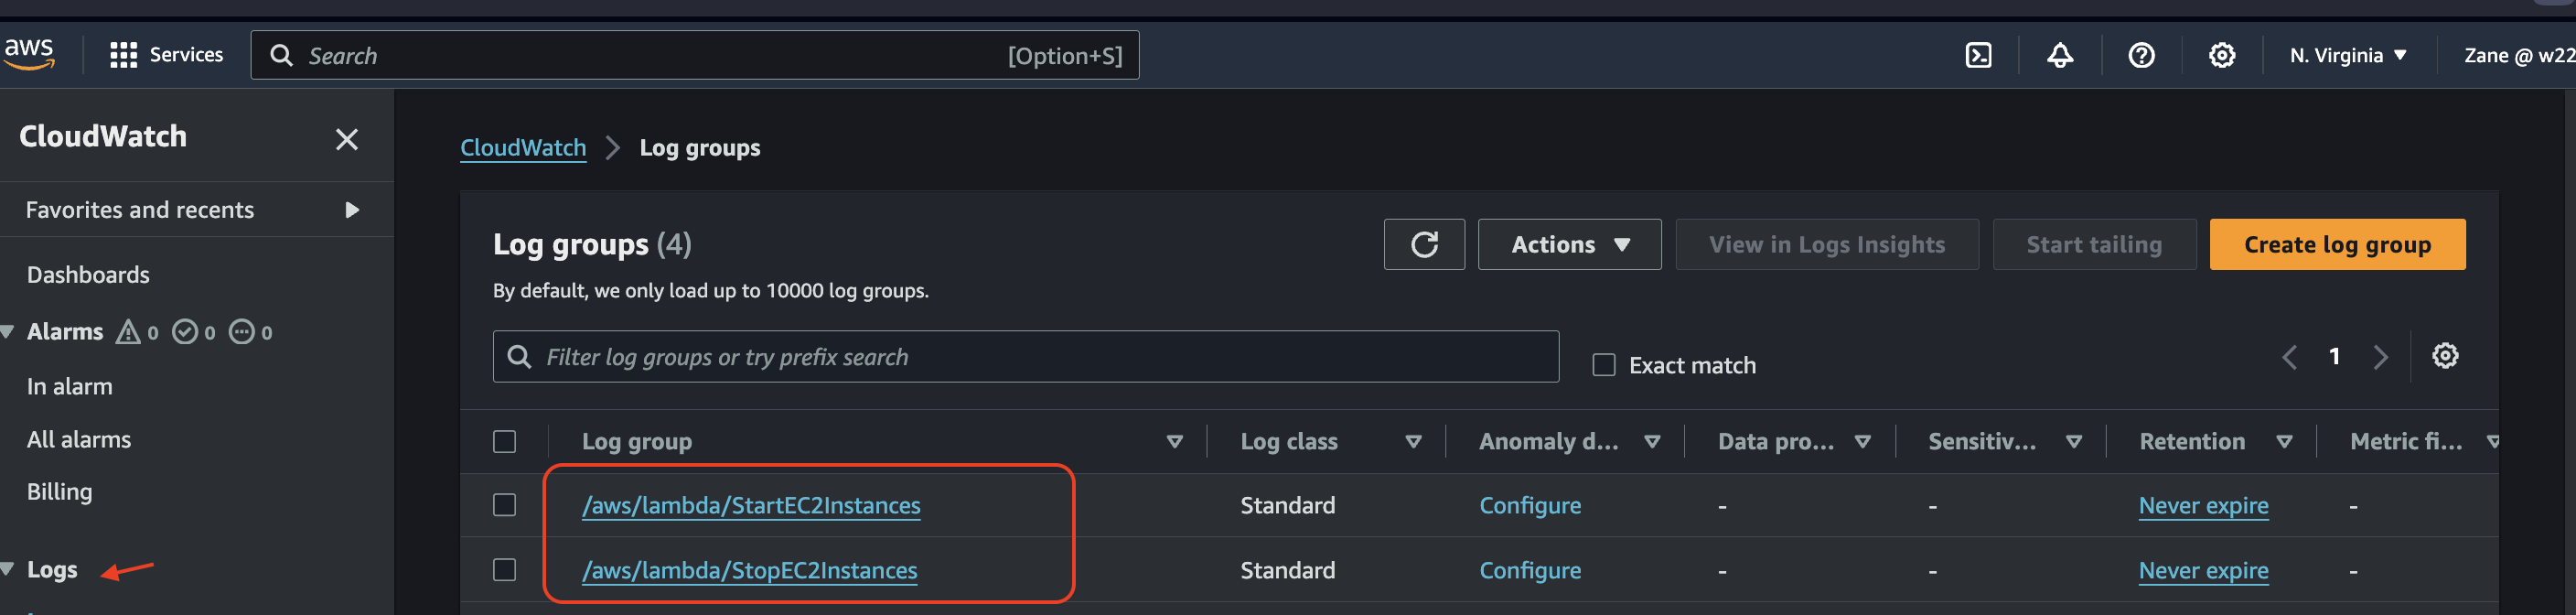 aws
Services
Search
[Option+S]
N. Virginia
Zane @ w22
CloudWatch
Favorites and recents
Dashboards
Alarms 0 0 0
In alarm
All alarms
Billing
Logs
CloudWatch > Log groups
Log groups (4)
By default, we only load up to 10000 log groups.
Actions
View in Logs Insights
Start tailing
Create log group
Filter log groups or try prefix search
Exact match
1
Log group Log class Anomaly d... Data pro... Sensitiv... Retention Metric fi...
/aws/lambda/StartEC2Instances Standard Configure - - Never expire -
/aws/lambda/StopEC2Instances Standard Configure - - Never expire -